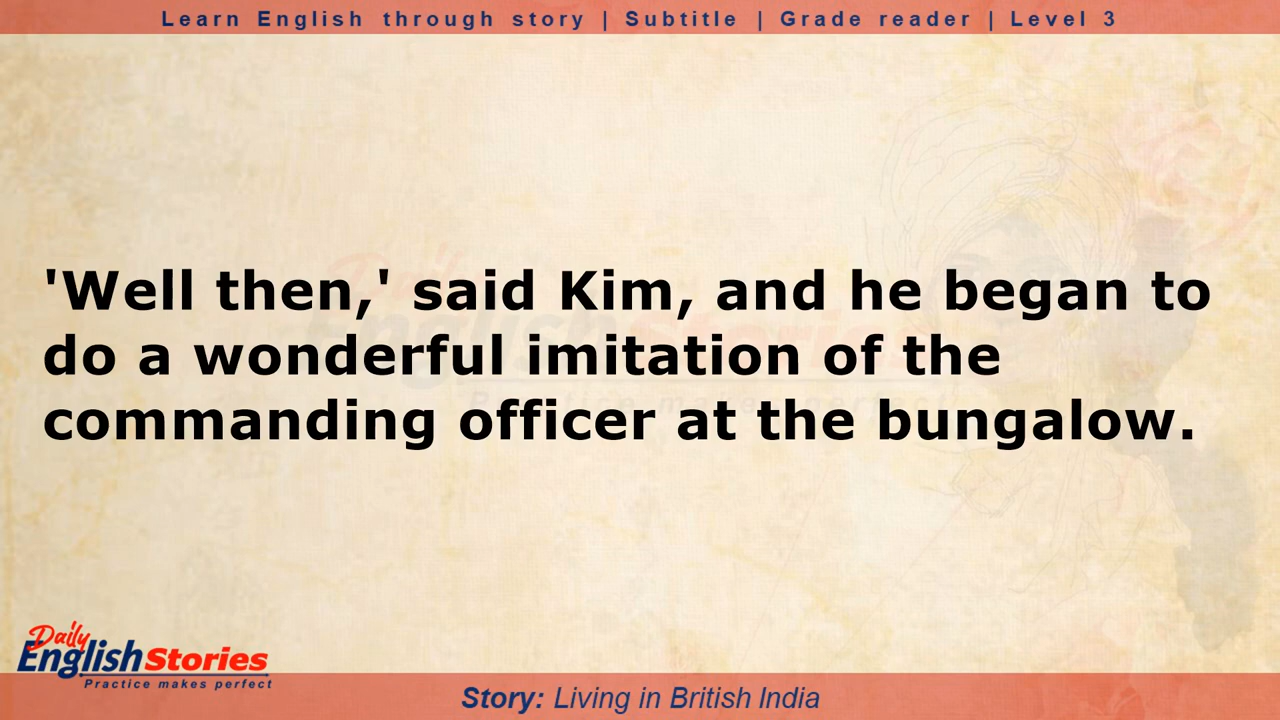 Learn English through story | Subtitle | Grade reader | Level 3
'Well then,' said Kim, and he began to
do a wonderful imitation of the
commanding officer at the bungalow.
Daily
English Stories
Practice makes perfect
Story: Living in British India